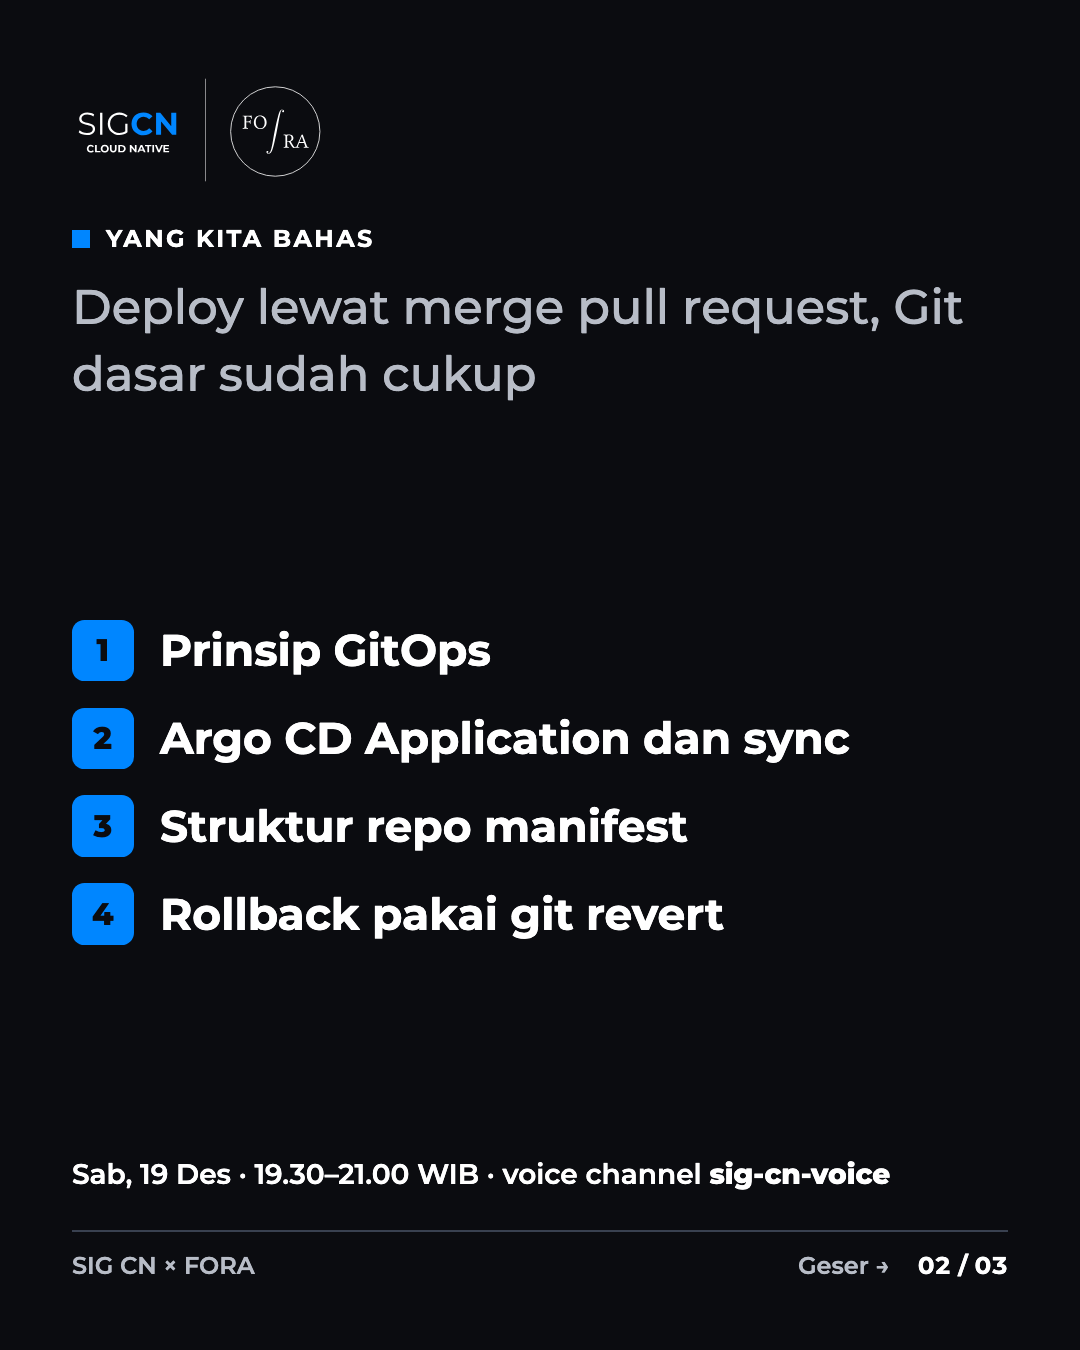 SIGCN
CLOUD NATIVE
FO
RA
YANG KITA BAHAS
Deploy lewat merge pull request, Git
dasar sudah cukup
1 Prinsip GitOps
2 Argo CD Application dan sync
3 Struktur repo manifest
4 Rollback pakai git revert
Sab, 19 Des · 19.30–21.00 WIB · voice channel sig-cn-voice
SIG CN × FORA
Geser → 02 / 03